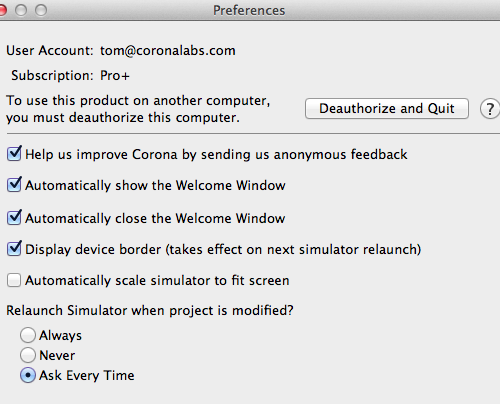 Preferences
User Account: tom@coronalabs.com
Subscription: Pro+
To use this product on another computer,
you must deauthorize this computer.
Deauthorize and Quit
?
Help us improve Corona by sending us anonymous feedback
Automatically show the Welcome Window
Automatically close the Welcome Window
Display device border (takes effect on next simulator relaunch)
Automatically scale simulator to fit screen
Relaunch Simulator when project is modified?
Always
Never
Ask Every Time